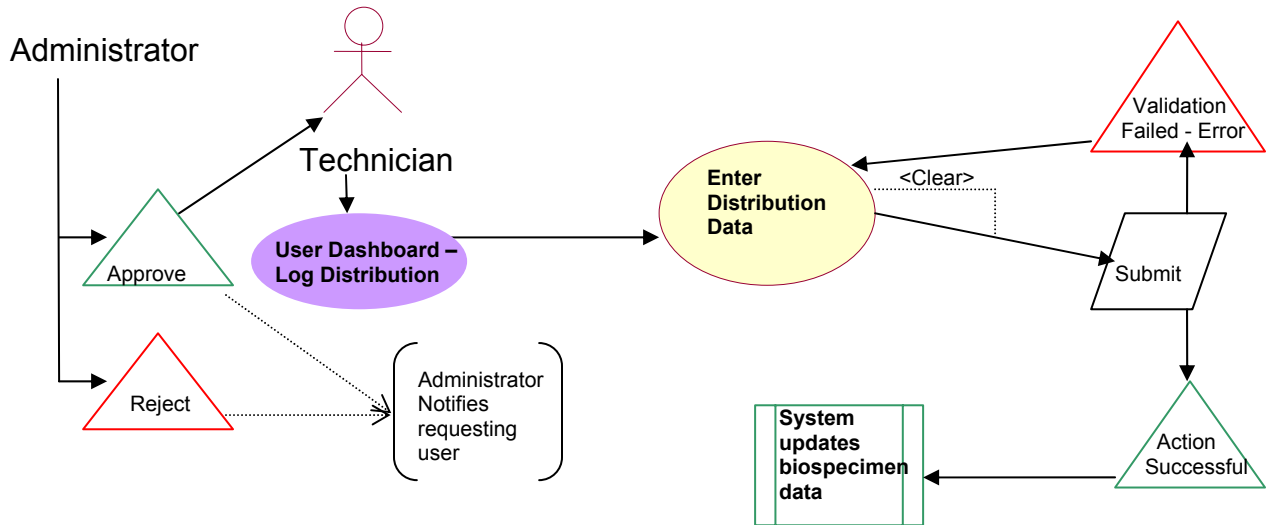 Administrator
Technician
Approve
Reject
User Dashboard –
Log Distribution
Administrator
Notifies
requesting
user
Enter
Distribution
Data
<Clear>
Validation
Failed - Error
Submit
Action
Successful
System
updates
biospecimen
data